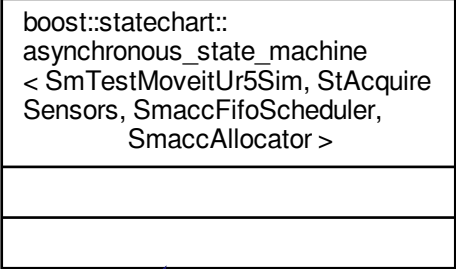 boost::statechart::
asynchronous_state_machine
< SmTestMoveitUr5Sim, StAcquire
Sensors, SmaccFifoScheduler,
SmaccAllocator >